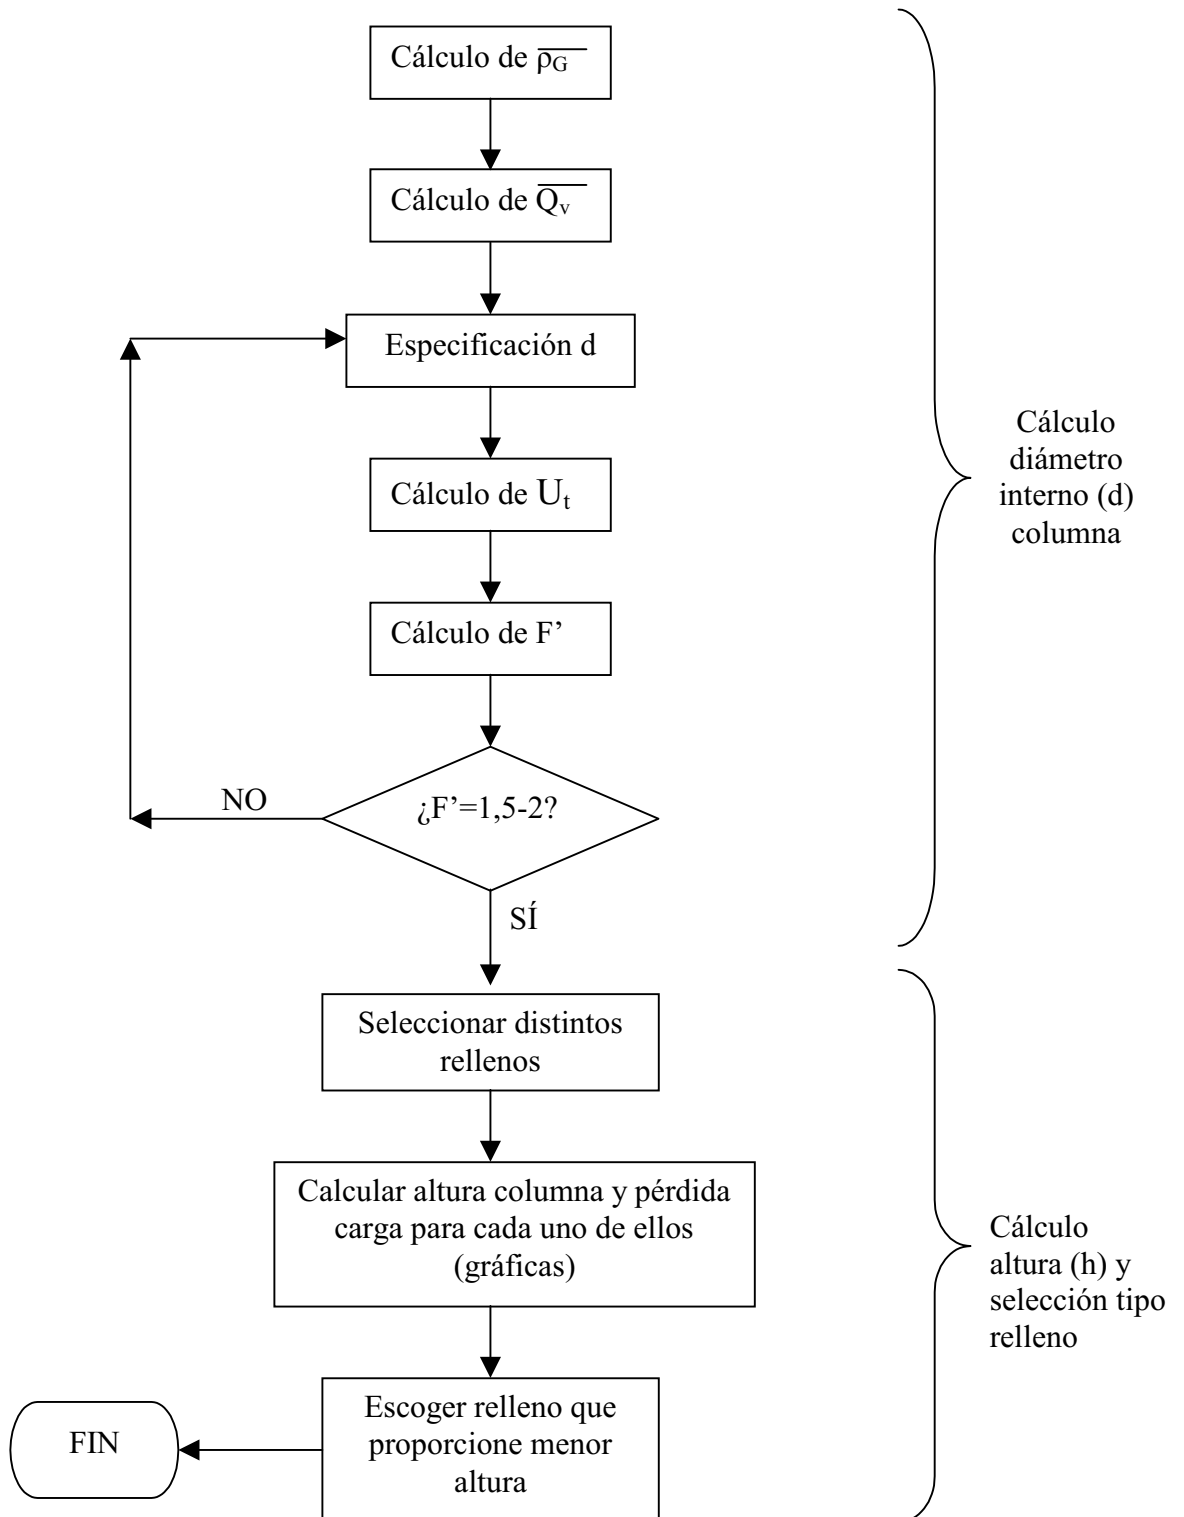 Cálculo de ρ̅G̅
Cálculo de Q̅v̅
Especificación d
Cálculo de Ut
Cálculo de F’
¿F’=1,5-2?
NO
SÍ
Cálculo
diámetro
interno (d)
columna
Seleccionar distintos
rellenos
Calcular altura columna y pérdida
carga para cada uno de ellos
(gráficas)
Escoger relleno que
proporcione menor
altura
FIN
Cálculo
altura (h) y
selección tipo
relleno